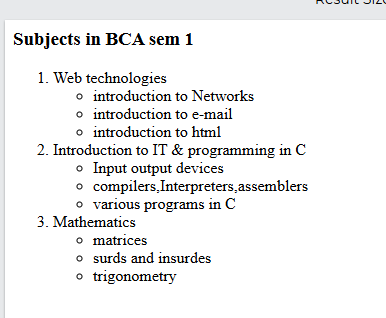 Subjects in BCA sem 1
1. Web technologies
introduction to Networks
introduction to e-mail
introduction to html
2. Introduction to IT & programming in C
Input output devices
compilers,Interpreters,assemblers
various programs in C
3. Mathematics
matrices
surds and insurdes
trigonometry